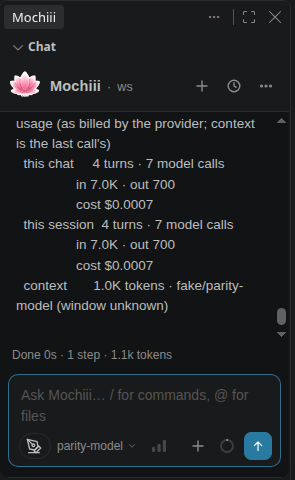 Mochiii
Chat
Mochiii · ws
usage (as billed by the provider; context
is the last call's)
this chat 4 turns · 7 model calls
in 7.0K · out 700
cost $0.0007
this session 4 turns · 7 model calls
in 7.0K · out 700
cost $0.0007
context 1.0K tokens · fake/parity-
model (window unknown)
Done 0s · 1 step · 1.1k tokens
Ask Mochiii… / for commands, @ for
files
parity-model